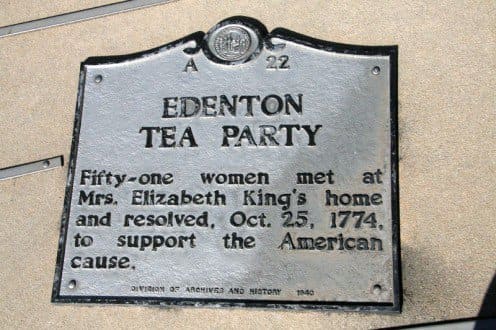 A 22
EDENTON
TEA PARTY
Fifty-one women met at
Mrs. Elizabeth King's home
and resolved, Oct. 25, 1774,
to support the American
cause.
DIVISION OF ARCHIVES AND HISTORY 1940